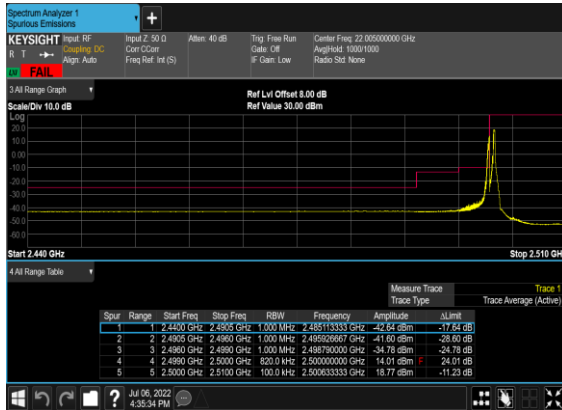 Spectrum Analyzer 1
Spurious Emissions
KEYSIGHT Input: RF Input Z: 50 Ω Atten: 40 dB Trig: Free Run Center Freq: 22.005000000 GHz
R T Coupling: DC Corr CCorr Gate: Off Avg|Hold: 1000/1000
Align: Auto Freq Ref: Int (S) IF Gain: Low Radio Std: None
FAIL
3 All Range Graph Ref Lvl Offset 8.00 dB
Scale/Div 10.0 dB Ref Value 30.00 dBm
Log
20.0
10.0
0.00
-10.0
-20.0
-30.0
-40.0
-50.0
-60.0
Start 2.440 GHz Stop 2.510 GH
4 All Range Table
Measure Trace Trace 1
Trace Type Trace Average (Active)
Spur Range Start Freq Stop Freq RBW Frequency Amplitude ΔLimit
1 1 2.4400 GHz 2.4905 GHz 1.000 MHz 2.485113333 GHz -42.64 dBm -17.64 dB
2 2 2.4905 GHz 2.4960 GHz 1.000 MHz 2.495926667 GHz -41.60 dBm -28.60 dB
3 3 2.4960 GHz 2.4990 GHz 1.000 MHz 2.498790000 GHz -34.78 dBm -24.78 dB
4 4 2.4990 GHz 2.5000 GHz 820.0 kHz 2.500000000 GHz 14.01 dBm F 24.01 dB
5 5 2.5000 GHz 2.5100 GHz 100.0 kHz 2.500633333 GHz 18.77 dBm -11.23 dB
Jul 06, 2022
4:35:34 PM